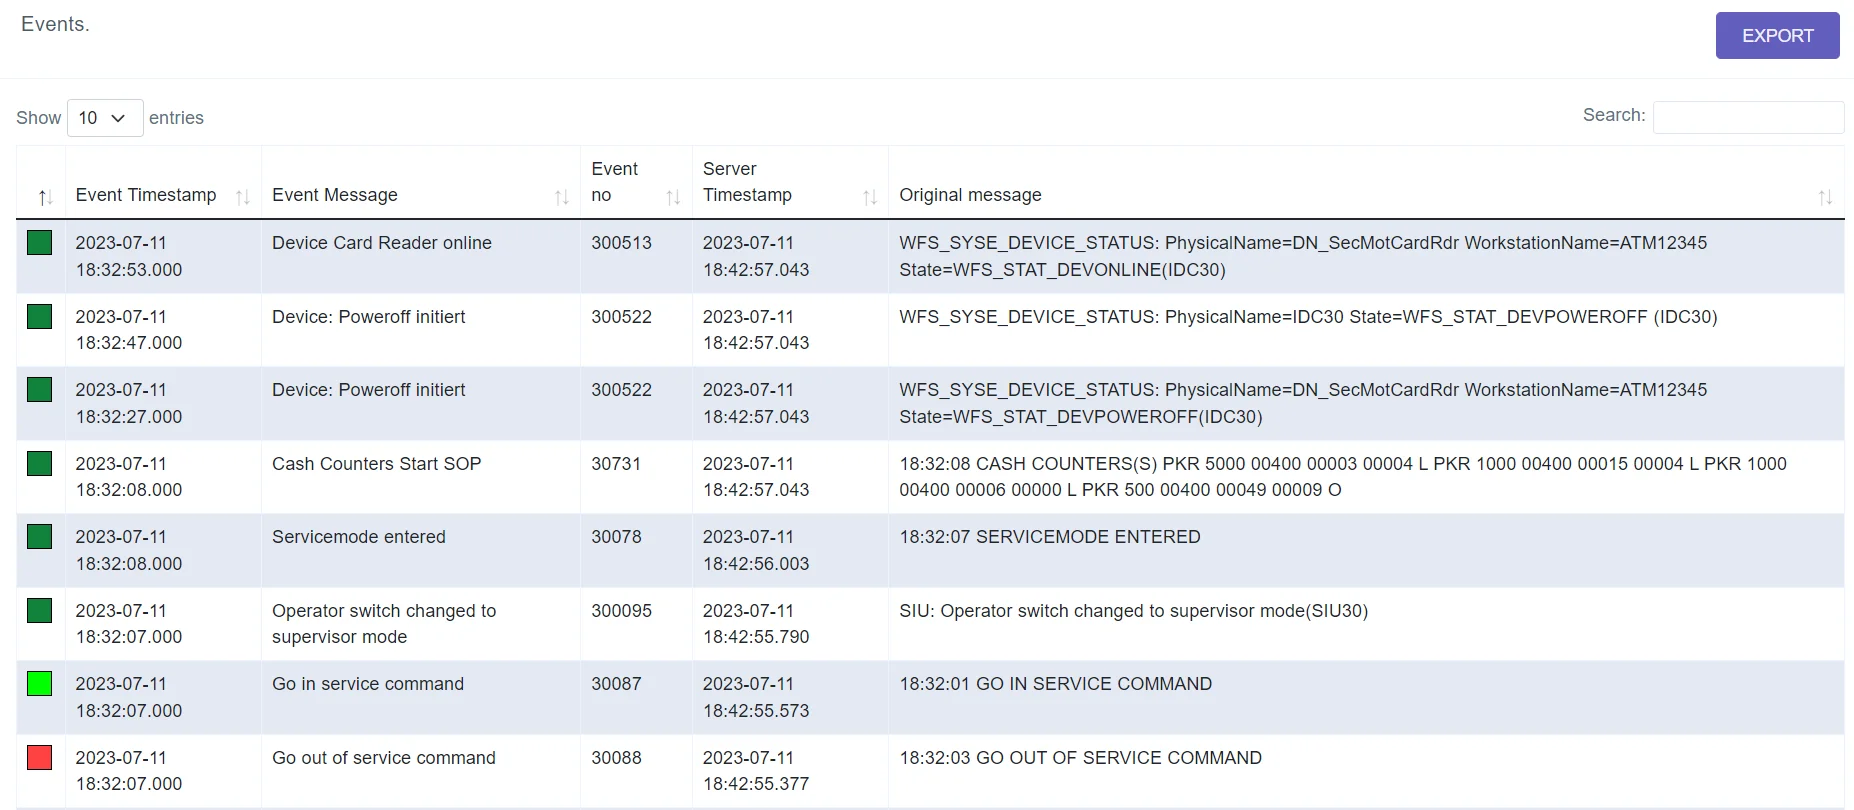 Events.
EXPORT
Show 10 entries
Search:
Event Timestamp
Event Message
Event
no
Server
Timestamp
Original message
2023-07-11
18:32:53.000
Device Card Reader online
300513
2023-07-11
18:42:57.043
WFS_SYSE_DEVICE_STATUS: PhysicalName=DN_SecMotCardRdr WorkstationName=ATM12345
State=WFS_STAT_DEVONLINE(IDC30)
2023-07-11
18:32:47.000
Device: Poweroff initiert
300522
2023-07-11
18:42:57.043
WFS_SYSE_DEVICE_STATUS: PhysicalName=IDC30 State=WFS_STAT_DEVPOWEROFF (IDC30)
2023-07-11
18:32:27.000
Device: Poweroff initiert
300522
2023-07-11
18:42:57.043
WFS_SYSE_DEVICE_STATUS: PhysicalName=DN_SecMotCardRdr WorkstationName=ATM12345
State=WFS_STAT_DEVPOWEROFF(IDC30)
2023-07-11
18:32:08.000
Cash Counters Start SOP
30731
2023-07-11
18:42:57.043
18:32:08 CASH COUNTERS(S) PKR 5000 00400 00003 00004 L PKR 1000 00400 00015 00004 L PKR 1000
00400 00006 00000 L PKR 500 00400 00049 00009 O
2023-07-11
18:32:08.000
Servicemode entered
30078
2023-07-11
18:42:56.003
18:32:07 SERVICEMODE ENTERED
2023-07-11
18:32:07.000
Operator switch changed to
supervisor mode
300095
2023-07-11
18:42:55.790
SIU: Operator switch changed to supervisor mode(SIU30)
2023-07-11
18:32:07.000
Go in service command
30087
2023-07-11
18:42:55.573
18:32:01 GO IN SERVICE COMMAND
2023-07-11
18:32:07.000
Go out of service command
30088
2023-07-11
18:42:55.377
18:32:03 GO OUT OF SERVICE COMMAND